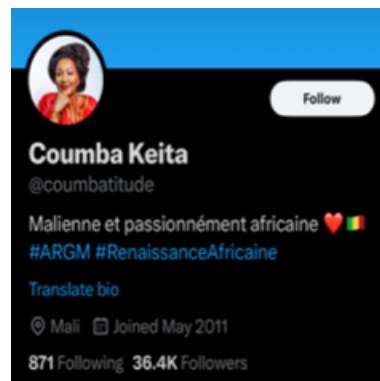 Follow
Coumba Keita
@coumbatitude
Malienne et passionnément africaine ❤️🇲🇱
#ARGM #RenaissanceAfricaine
Translate bio
Mali Joined May 2011
871 Following 36.4K Followers